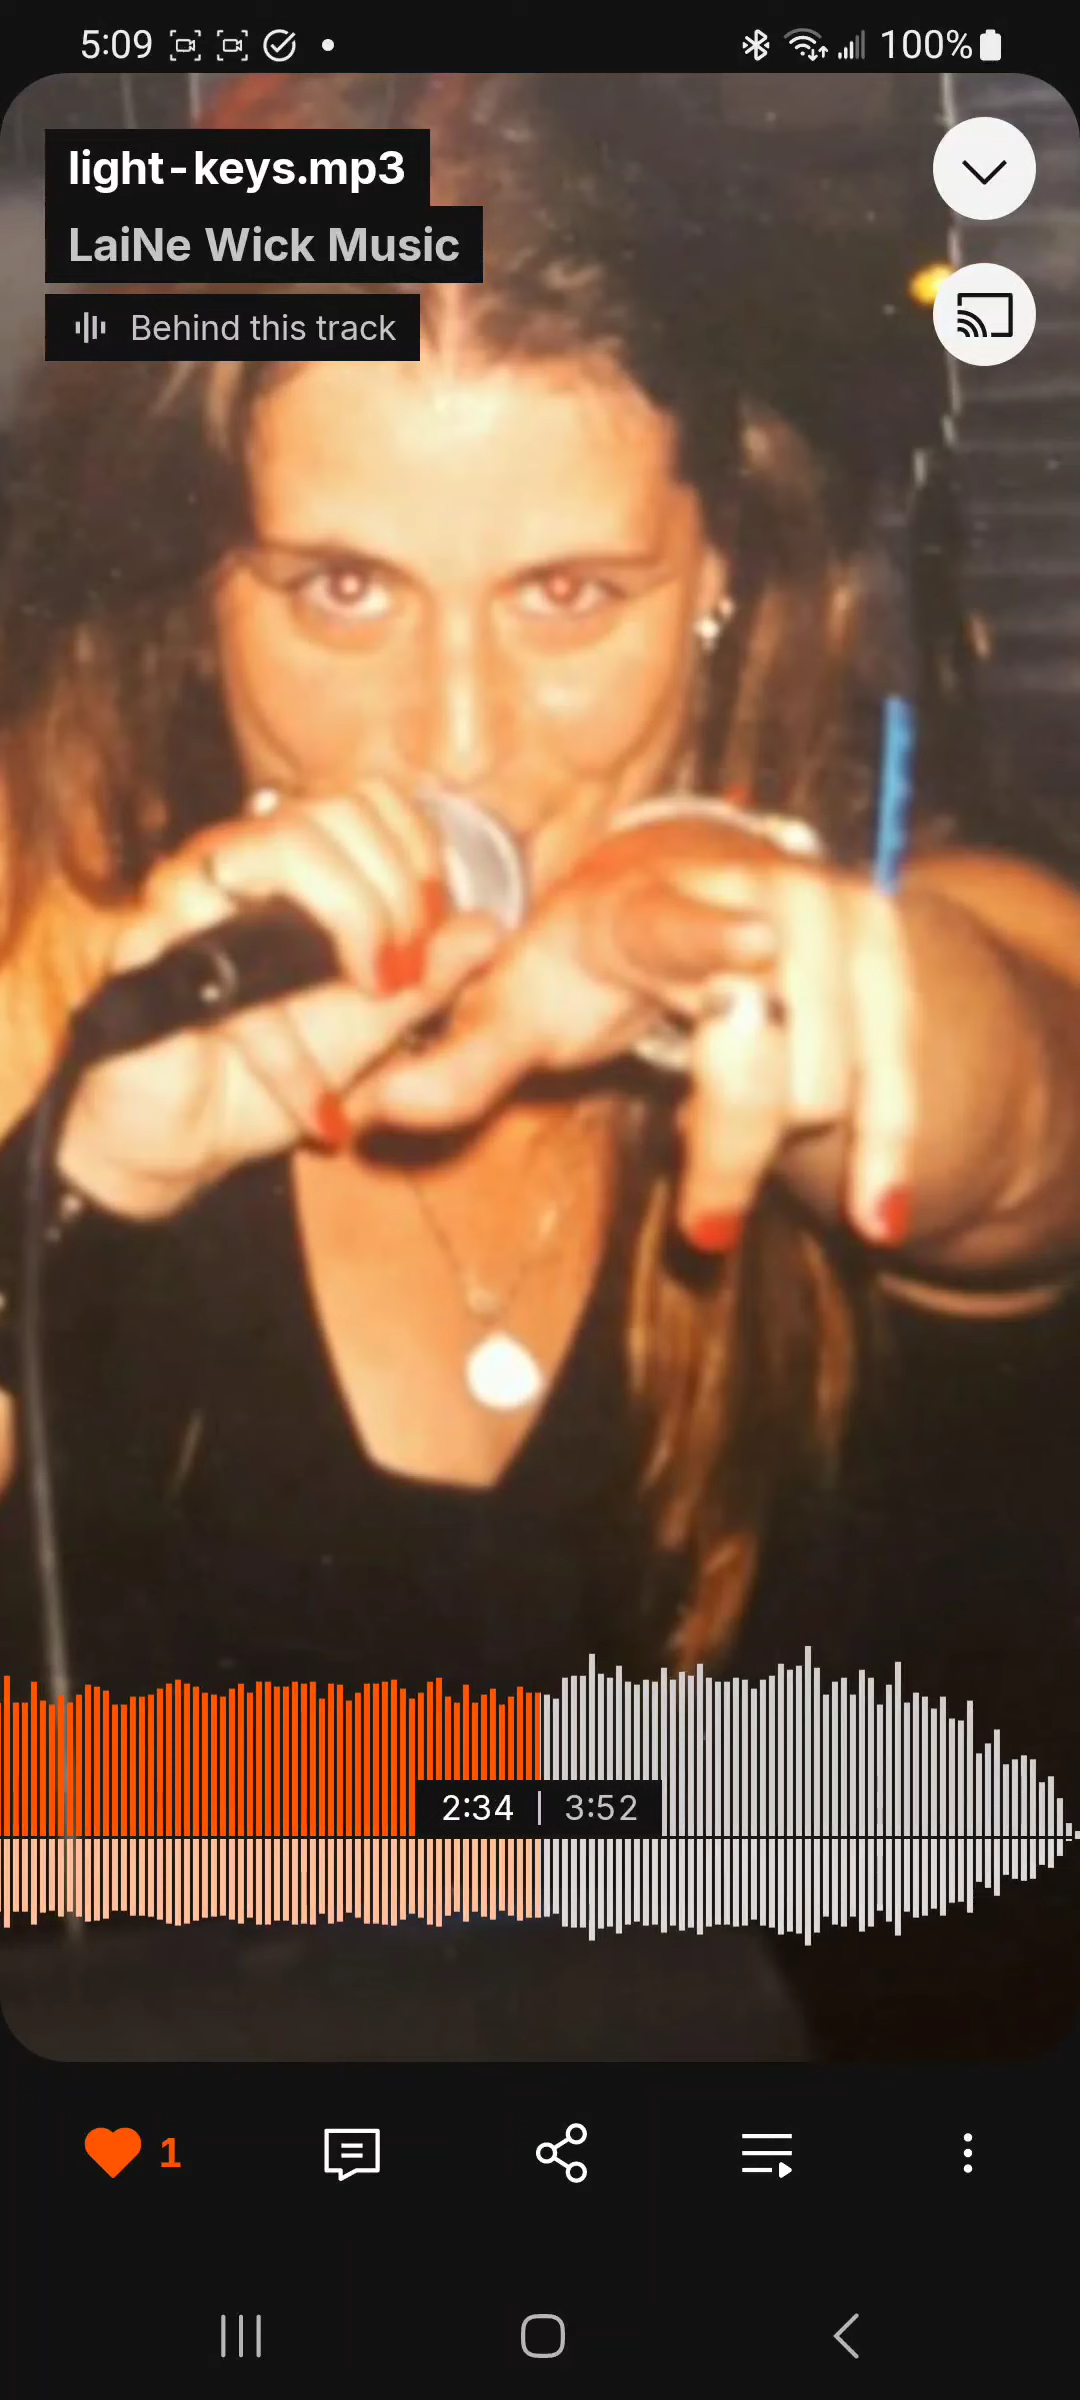 5:09 100%
light-keys.mp3
LaiNe Wick Music
Behind this track
2:34 | 3:52
1